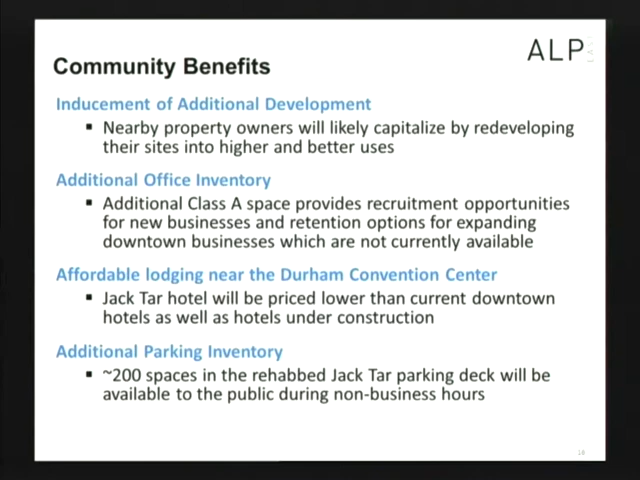 ALP
Community Benefits
Inducement of Additional Development
▪ Nearby property owners will likely capitalize by redeveloping
their sites into higher and better uses
Additional Office Inventory
▪ Additional Class A space provides recruitment opportunities
for new businesses and retention options for expanding
downtown businesses which are not currently available
Affordable lodging near the Durham Convention Center
▪ Jack Tar hotel will be priced lower than current downtown
hotels as well as hotels under construction
Additional Parking Inventory
▪ ~200 spaces in the rehabbed Jack Tar parking deck will be
available to the public during non-business hours